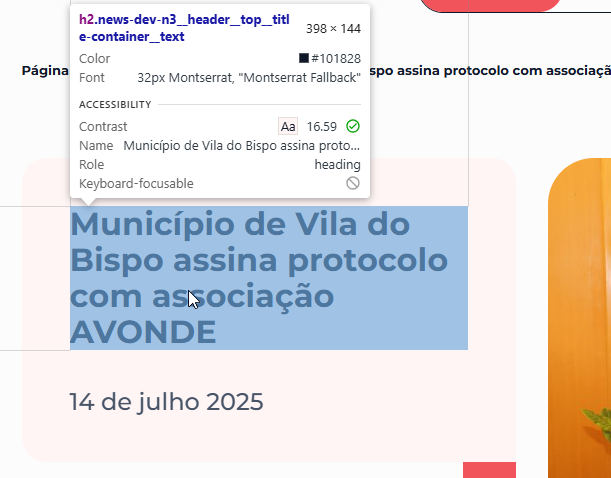 h2.news-dev-n3__header__top__titl
e-container__text
398 × 144
Color
#101828
Font
32px Montserrat, "Montserrat Fallback"
ACCESSIBILITY
Contrast
Aa
16.59
Name
Município de Vila do Bispo assina proto...
Role
heading
Keyboard-focusable
Página
spo assina protocolo com associaçã
Município de Vila do
Bispo assina protocolo
com associação
AVONDE
14 de julho 2025